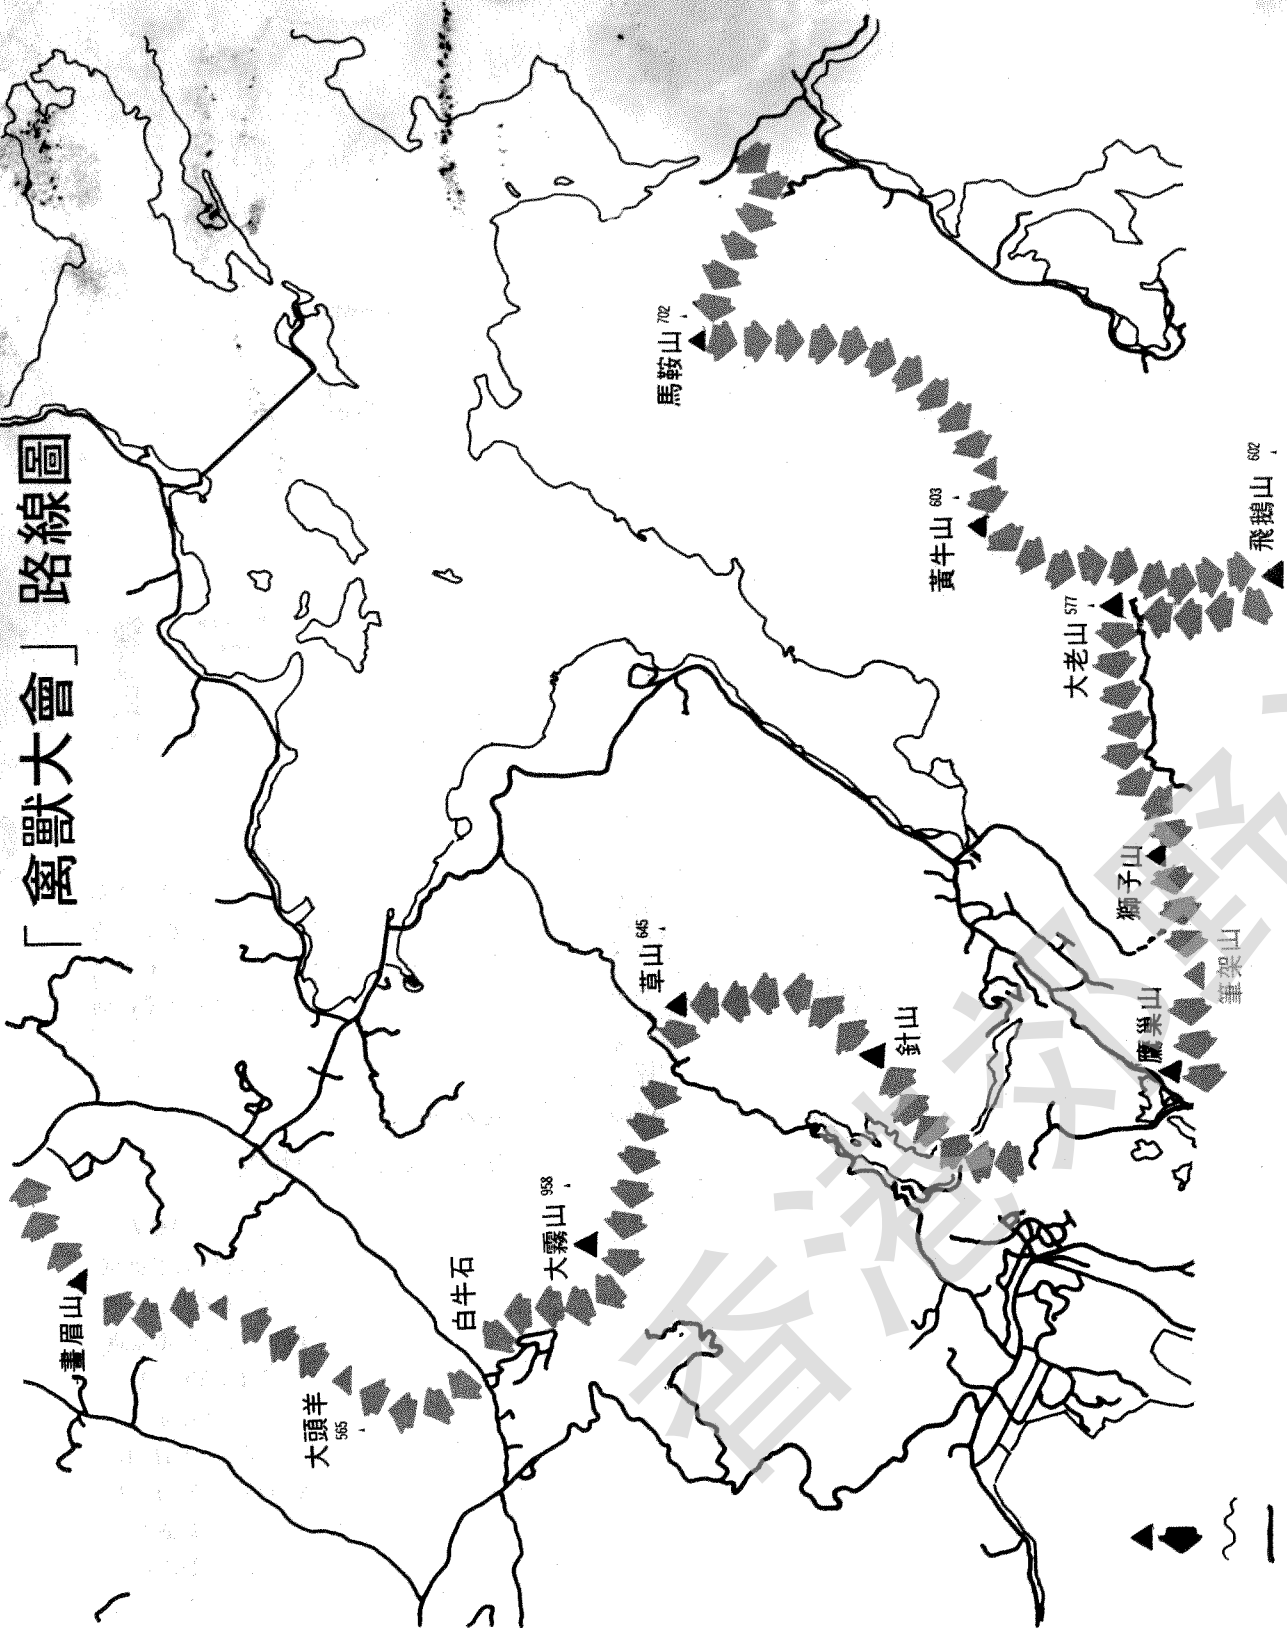 「禽獸大會」路線圖
畫眉山
大頭羊
565
白牛石
大霧山 958
草山 645
針山
馬鞍山 702
黃牛山 603
大老山 577
飛鵝山 602
獅子山
筆架山
鷹巢山
香港攻野